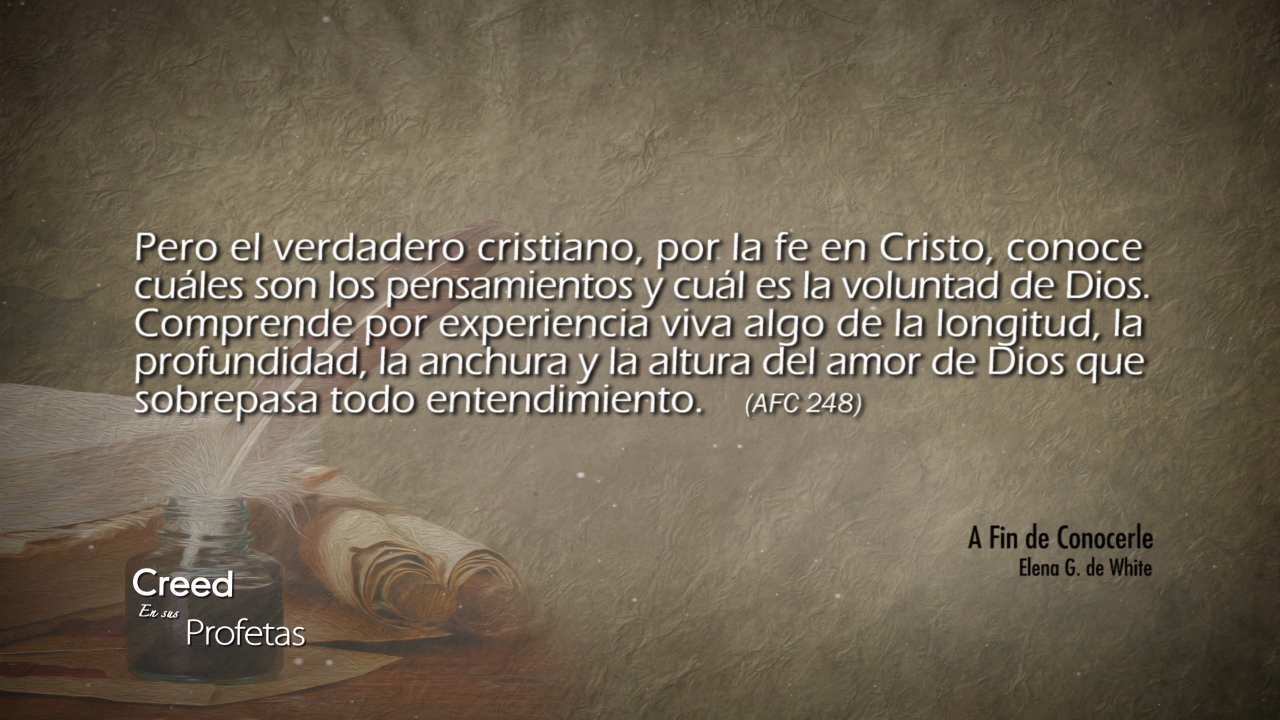 Pero el verdadero cristiano, por la fe en Cristo, conoce
cuáles son los pensamientos y cuál es la voluntad de Dios.
Comprende por experiencia viva algo de la longitud, la
profundidad, la anchura y la altura del amor de Dios que
sobrepasa todo entendimiento. (AFC 248)
A Fin de Conocerle
Elena G. de White
Creed
En sus
Profetas